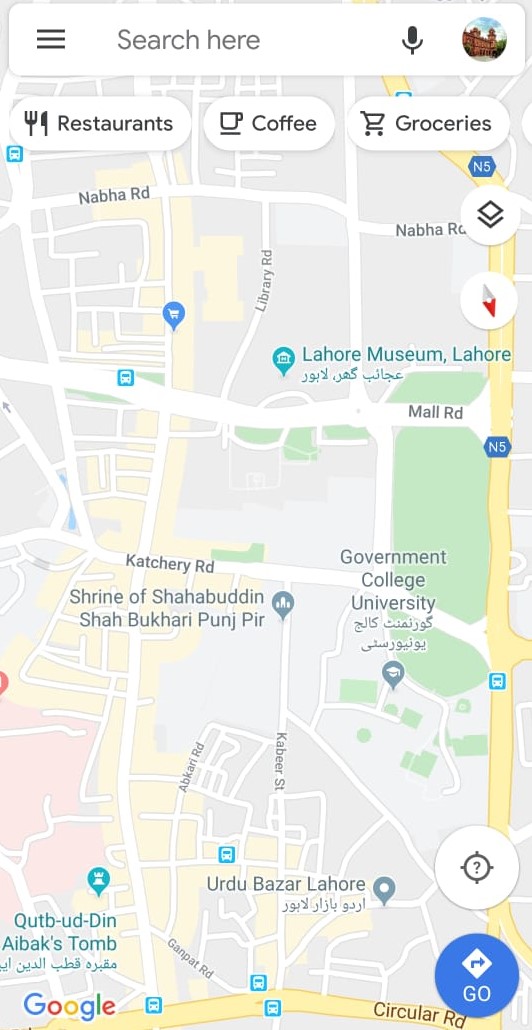 Search here
Restaurants
Coffee
Groceries
N5
Nabha Rd
Nabha Rd
Library Rd
Lahore Museum, Lahore
عجائب گھر، لاہور
Mall Rd
N5
Katchery Rd
Government
College
University
گورنمنٹ کالج
یونیورسٹی
Shrine of Shahabuddin
Shah Bukhari Punj Pir
Abkari Rd
Kabeer St
Urdu Bazar Lahore
اردو بازار لاہور
Qutb-ud-Din
Aibak's Tomb
مقبرہ قطب الدین
Ganpat Rd
GO
Google
Circular Rd